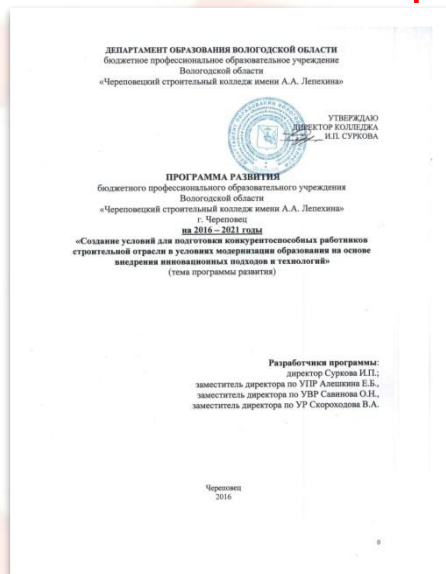 ДЕПАРТАМЕНТ ОБРАЗОВАНИЯ ВОЛОГОДСКОЙ ОБЛАСТИ
бюджетное профессиональное образовательное учреждение
Вологодской области
«Череповецкий строительный колледж имени А.А. Лепехина»
УТВЕРЖДАЮ
ДИРЕКТОР КОЛЛЕДЖА
И.П. СУРКОВА
ПРОГРАММА РАЗВИТИЯ
бюджетного профессионального образовательного учреждения
Вологодской области
«Череповецкий строительный колледж имени А.А. Лепехина»
г. Череповец
на 2016 – 2021 годы
«Создание условий для подготовки конкурентоспособных работников
строительной отрасли в условиях модернизации образования на основе
внедрения инновационных подходов и технологий»
(тема программы развития)
Разработчики программы:
директор Суркова И.П.;
заместитель директора по УПР Алешкина Е.Б.,
заместитель директора по УВР Савинова О.Н.,
заместитель директора по УР Скороходова В.А.
Череповец
2016
0